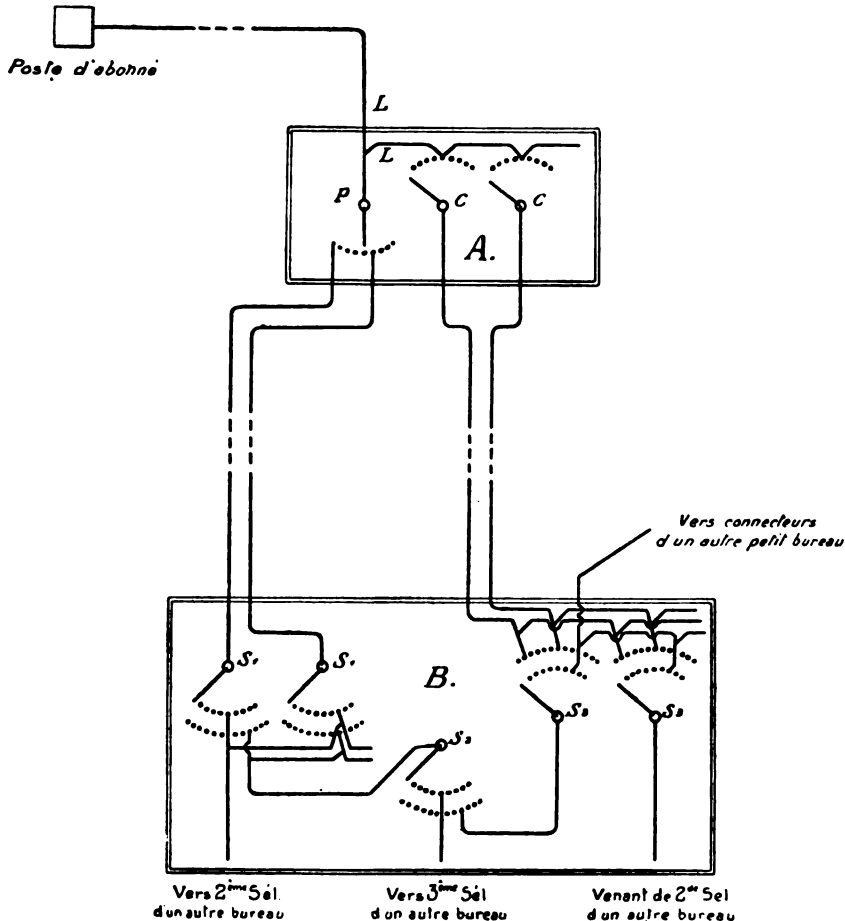 Poste d'abonné
L
L
P
C
C
A.
Vers connecteurs
d'un autre petit bureau
S₁
S₁
B.
S₃
S₃
S₂
Vers 2ème Sél.
d'un autre bureau
Vers 3ème Sél
d'un autre bureau
Venant de 2de Sel
d'un autre bureau